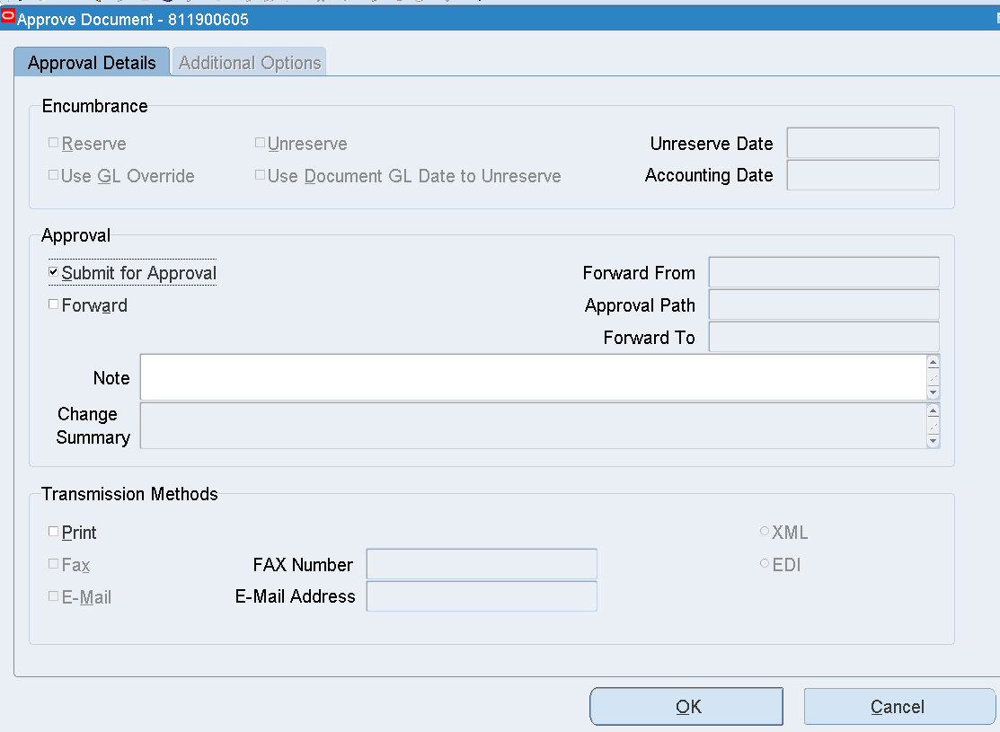 Approve Document - 811900605
Approval Details Additional Options
Encumbrance
Reserve Unreserve Unreserve Date
Use GL Override Use Document GL Date to Unreserve Accounting Date
Approval
Submit for Approval Forward From
Forward Approval Path
Forward To
Note
Change
Summary
Transmission Methods
Print XML
Fax FAX Number EDI
E-Mail E-Mail Address
OK Cancel